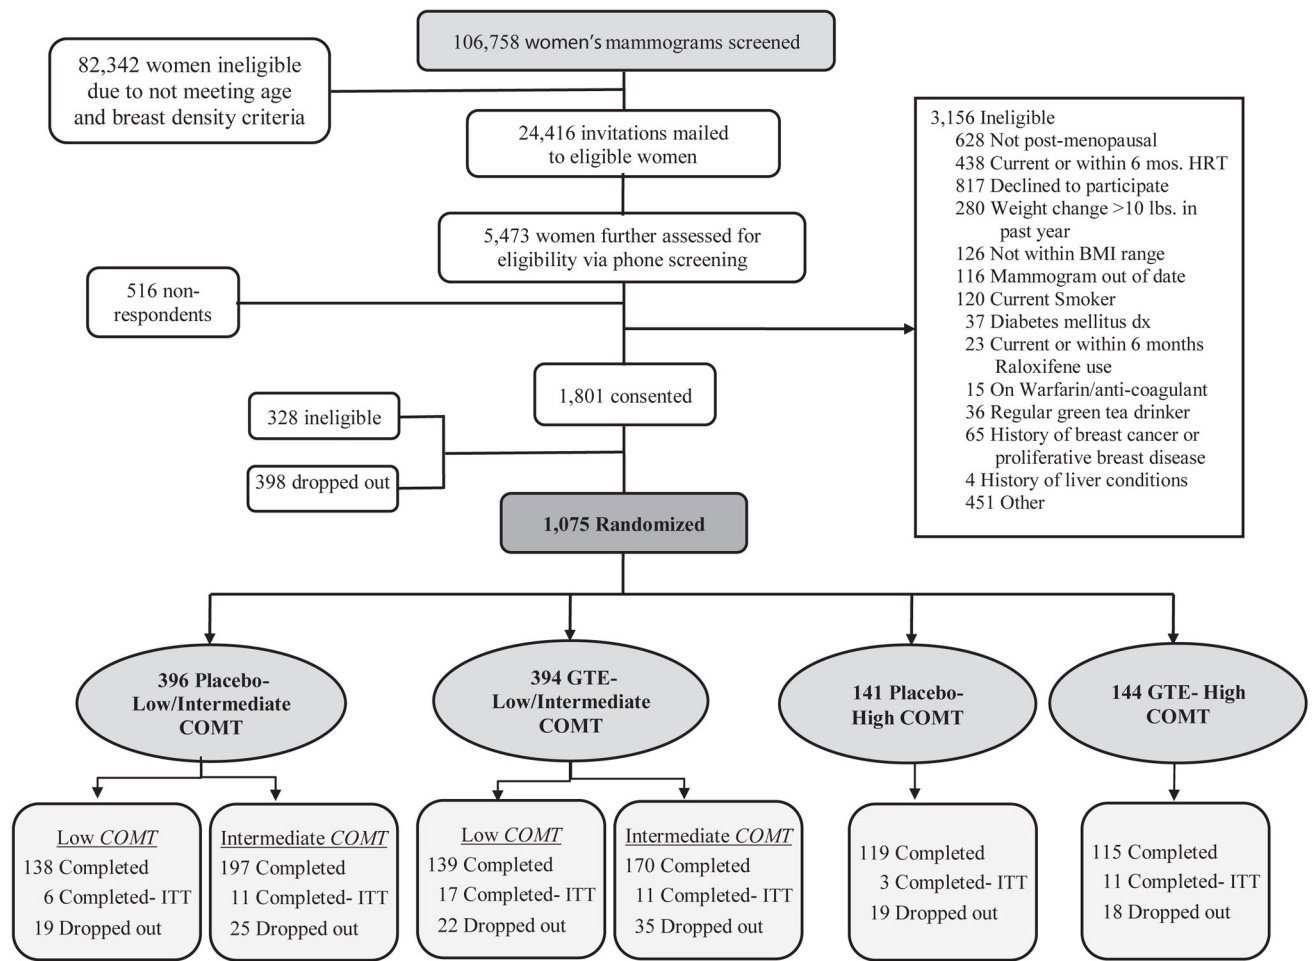 106,758 women's mammograms screened
82,342 women ineligible
due to not meeting age
and breast density criteria
24,416 invitations mailed
to eligible women
5,473 women further assessed for
eligibility via phone screening
516 non-
respondents
3,156 Ineligible
628 Not post-menopausal
438 Current or within 6 mos. HRT
817 Declined to participate
280 Weight change >10 lbs. in
past year
126 Not within BMI range
116 Mammogram out of date
120 Current Smoker
37 Diabetes mellitus dx
23 Current or within 6 months
Raloxifene use
15 On Warfarin/anti-coagulant
36 Regular green tea drinker
65 History of breast cancer or
proliferative breast disease
4 History of liver conditions
451 Other
1,801 consented
328 ineligible
398 dropped out
1,075 Randomized
396 Placebo-
Low/Intermediate
COMT
394 GTE-
Low/Intermediate
COMT
141 Placebo-
High COMT
144 GTE- High
COMT
Low COMT
138 Completed
6 Completed- ITT
19 Dropped out
Intermediate COMT
197 Completed
11 Completed- ITT
25 Dropped out
Low COMT
139 Completed
17 Completed- ITT
22 Dropped out
Intermediate COMT
170 Completed
11 Completed- ITT
35 Dropped out
119 Completed
3 Completed- ITT
19 Dropped out
115 Completed
11 Completed- ITT
18 Dropped out